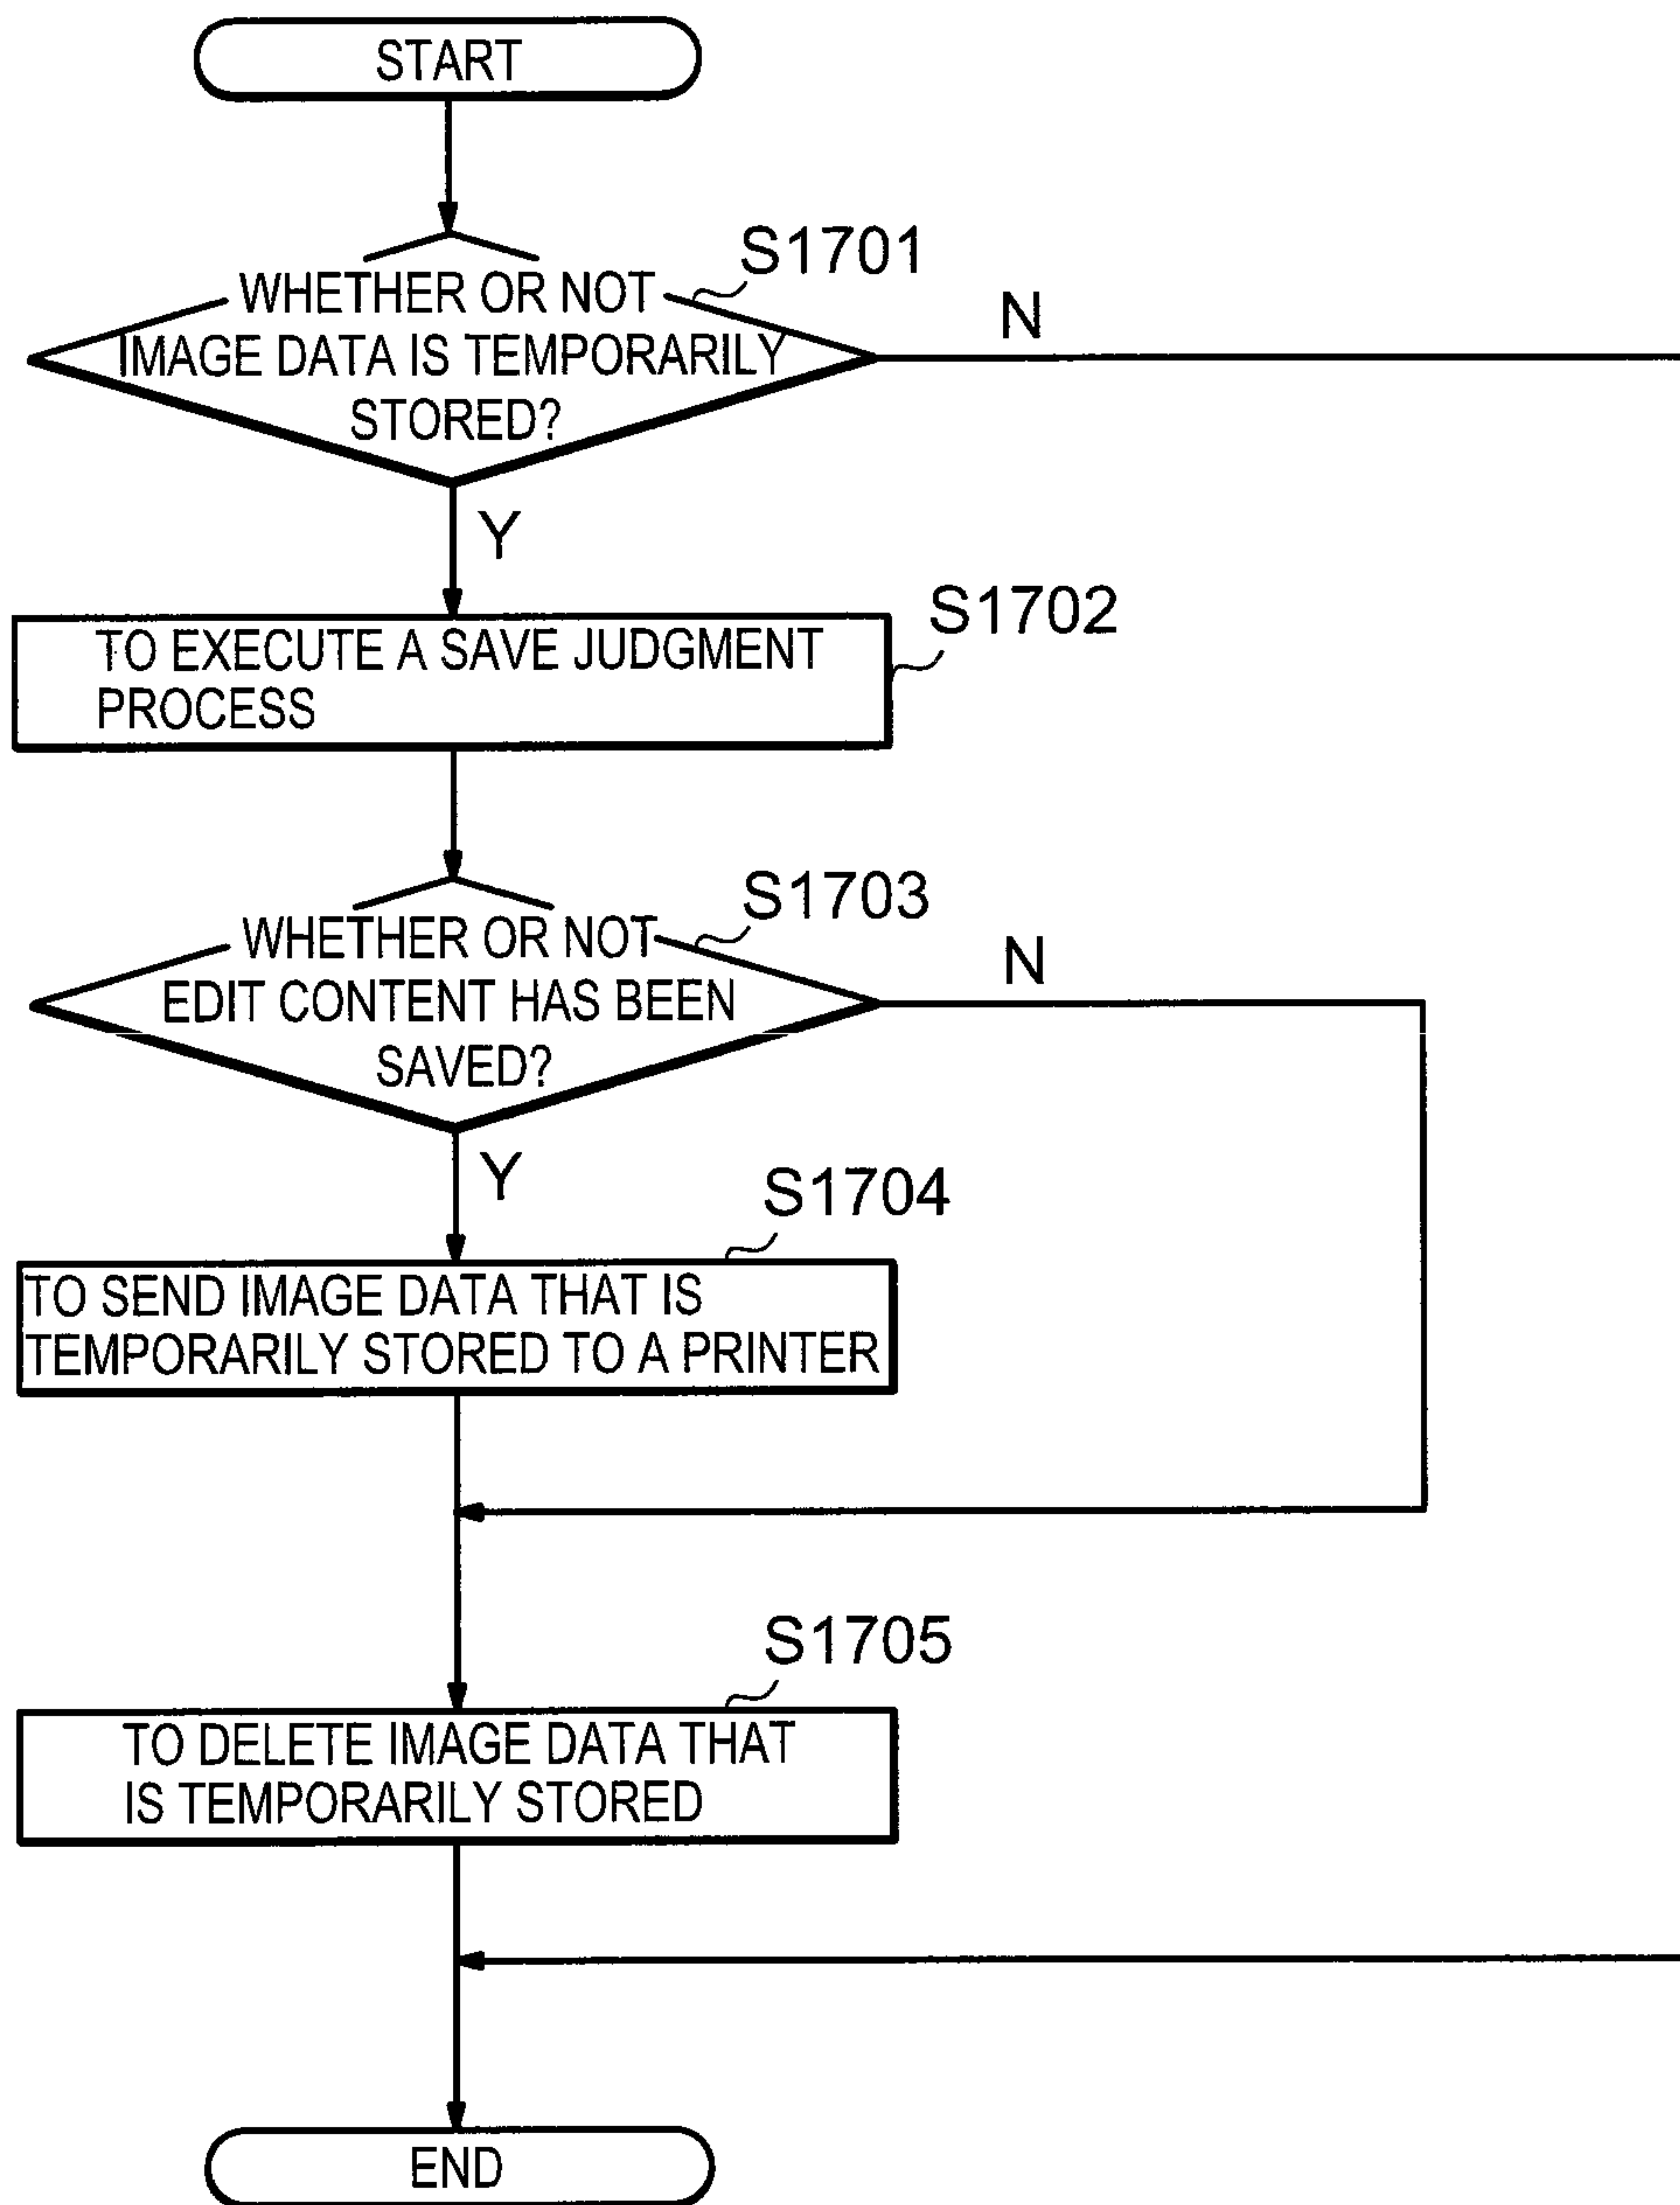 START
S1701
WHETHER OR NOT
IMAGE DATA IS TEMPORARILY
STORED?
N
Y
S1702
TO EXECUTE A SAVE JUDGMENT
PROCESS
S1703
WHETHER OR NOT
EDIT CONTENT HAS BEEN
SAVED?
N
Y
S1704
TO SEND IMAGE DATA THAT IS
TEMPORARILY STORED TO A PRINTER
S1705
TO DELETE IMAGE DATA THAT
IS TEMPORARILY STORED
END